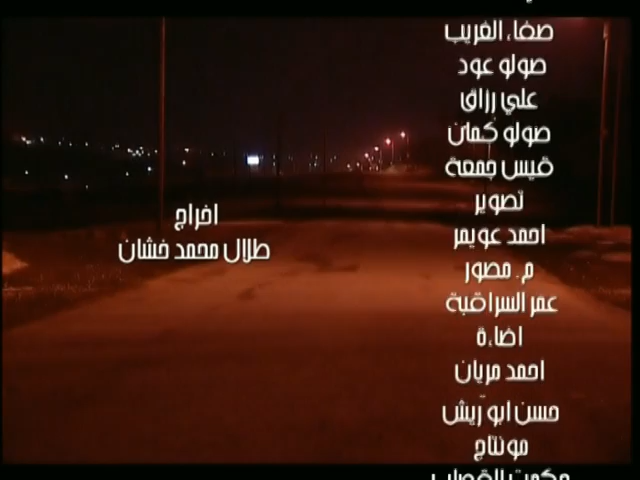 صفاء الغريب
صولو عود
علي رزاق
صولو كمان
قيس جمعة
تصوير
احمد عويمر
م. مصور
عمر السراقبة
اضاءة
احمد مريان
حسن ابو ريش
مونتاج
اخراج
طلال محمد خشان